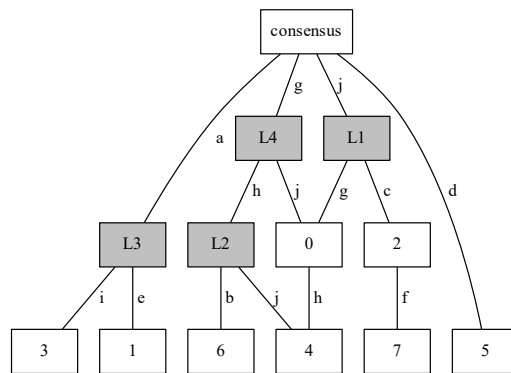 consensus
g j
a L4 L1 d
h j g c
L3 L2 0 2
i e b j h f
3 1 6 4 7 5